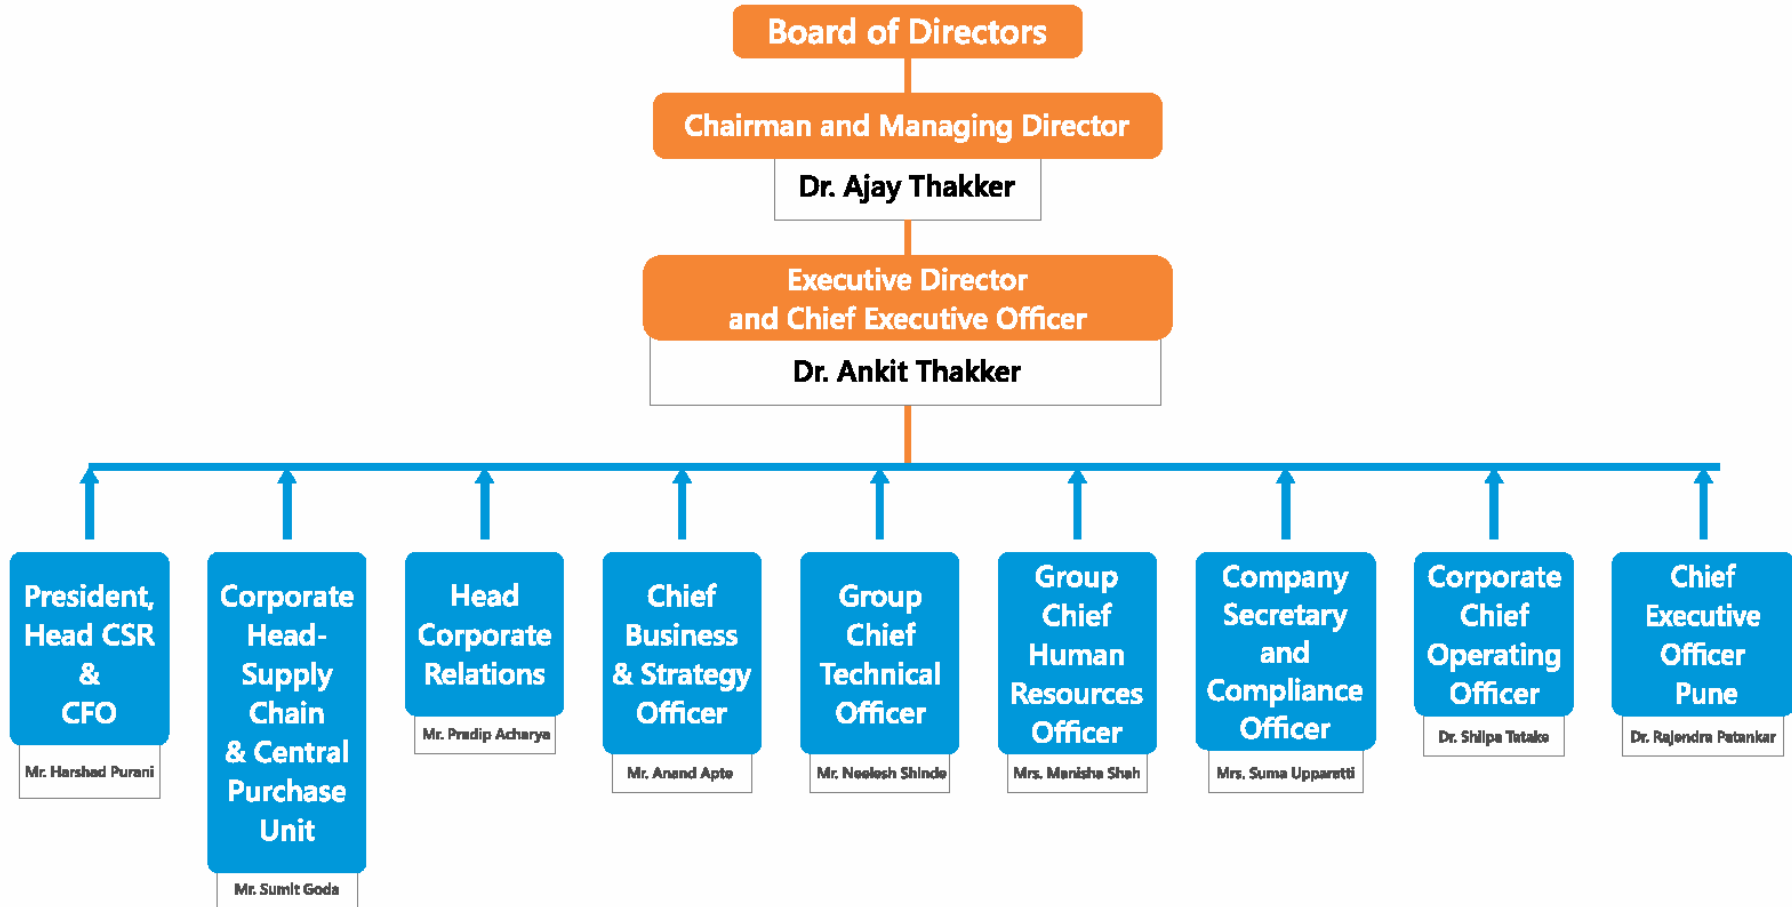 Board of Directors
Chairman and Managing Director
Dr. Ajay Thakker
Executive Director
and Chief Executive Officer
Dr. Ankit Thakker
President,
Head CSR
&
CFO
Mr. Harshad Purani
Corporate
Head-
Supply
Chain
& Central
Purchase
Unit
Mr. Sumit Goda
Head
Corporate
Relations
Mr. Pradip Acharya
Chief
Business
& Strategy
Officer
Mr. Anand Apte
Group
Chief
Technical
Officer
Mr. Neelesh Shinde
Group
Chief
Human
Resources
Officer
Mrs. Manisha Shah
Company
Secretary
and
Compliance
Officer
Mrs. Suma Upparatti
Corporate
Chief
Operating
Officer
Dr. Shilpa Tatake
Chief
Executive
Officer
Pune
Dr. Rajendra Patankar